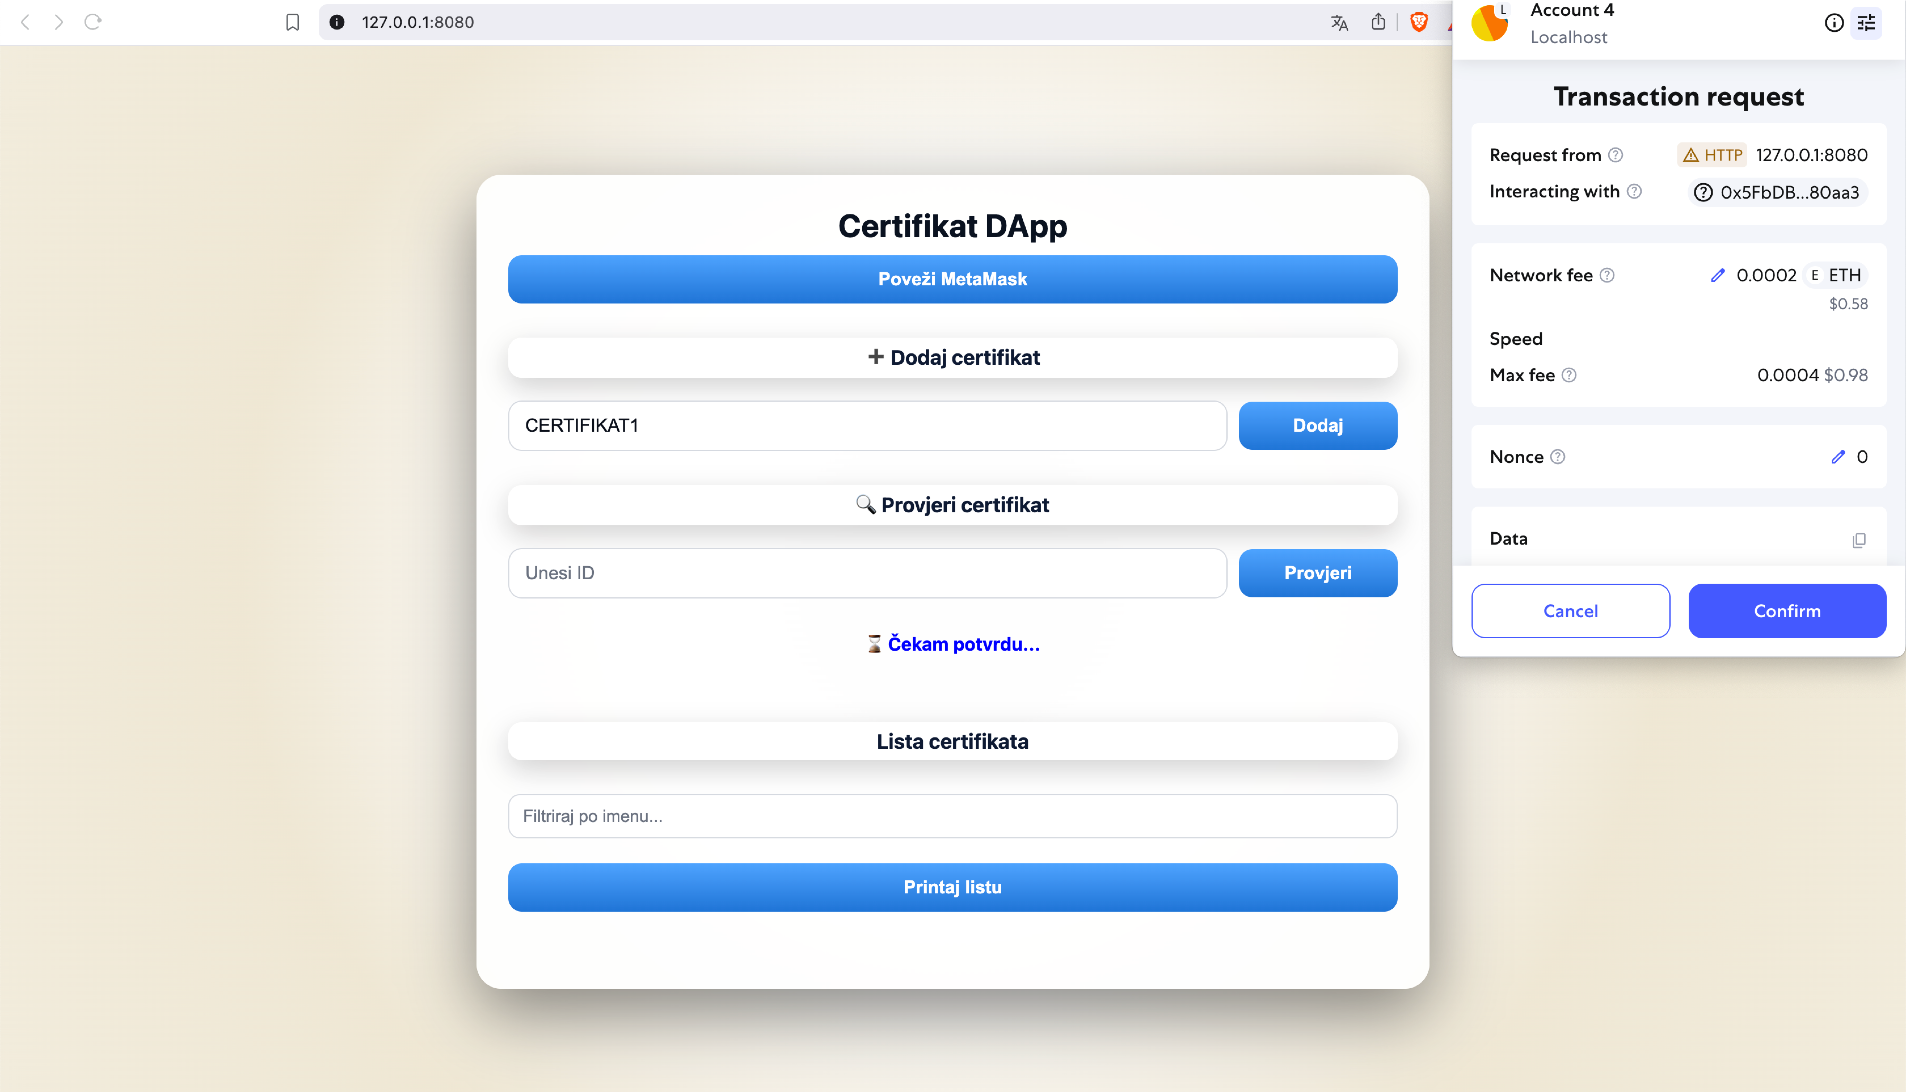 127.0.0.1:8080
Certifikat DApp
Poveži MetaMask
➕ Dodaj certifikat
CERTIFIKAT1
Dodaj
🔍 Provjeri certifikat
Unesi ID
Provjeri
⏳ Čekam potvrdu...
Lista certifikata
Filtriraj po imenu...
Printaj listu
L
Account 4
Localhost
Transaction request
Request from HTTP 127.0.0.1:8080
Interacting with 0x5FbDB...80aa3
Network fee 0.0002 E ETH
$0.58
Speed
Max fee 0.0004 $0.98
Nonce 0
Data
Cancel
Confirm